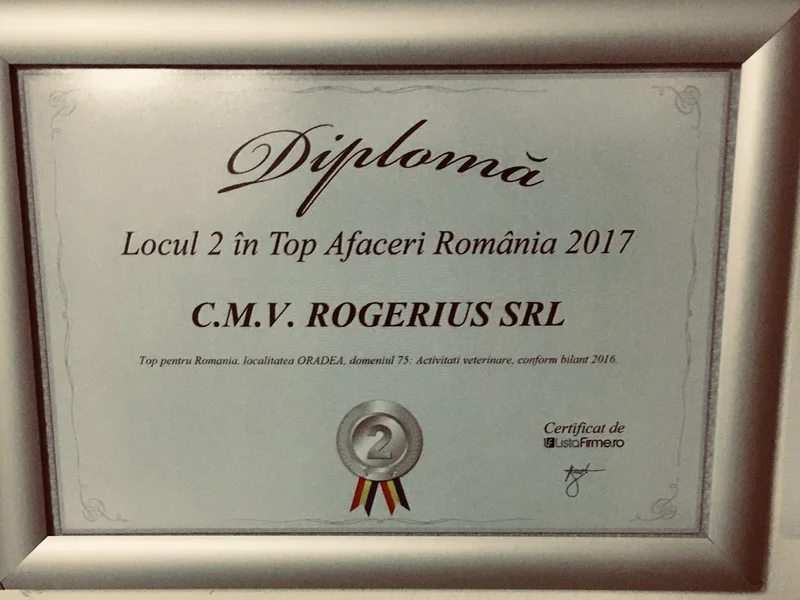 Diplomă
Locul 2 în Top Afaceri România 2017
C.M.V. ROGERIUS SRL
Top pentru Romania, localitatea ORADEA, domeniul 75: Activitati veterinare, conform bilant 2016.
2
Certificat de
ListaFirme.ro